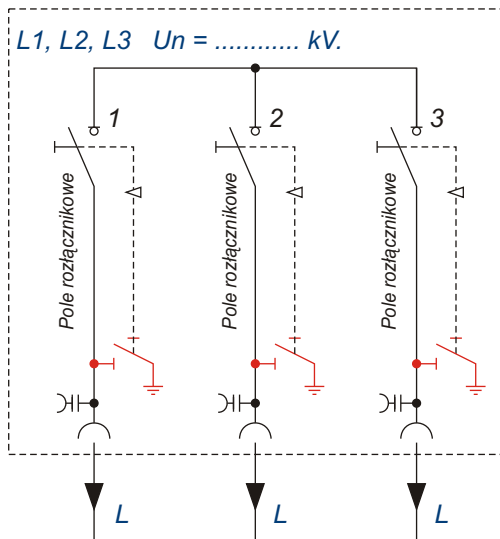 L1, L2, L3 Un = ............ kV.
1
2
3
Pole rozłącznikowe
Pole rozłącznikowe
Pole rozłącznikowe
L
L
L